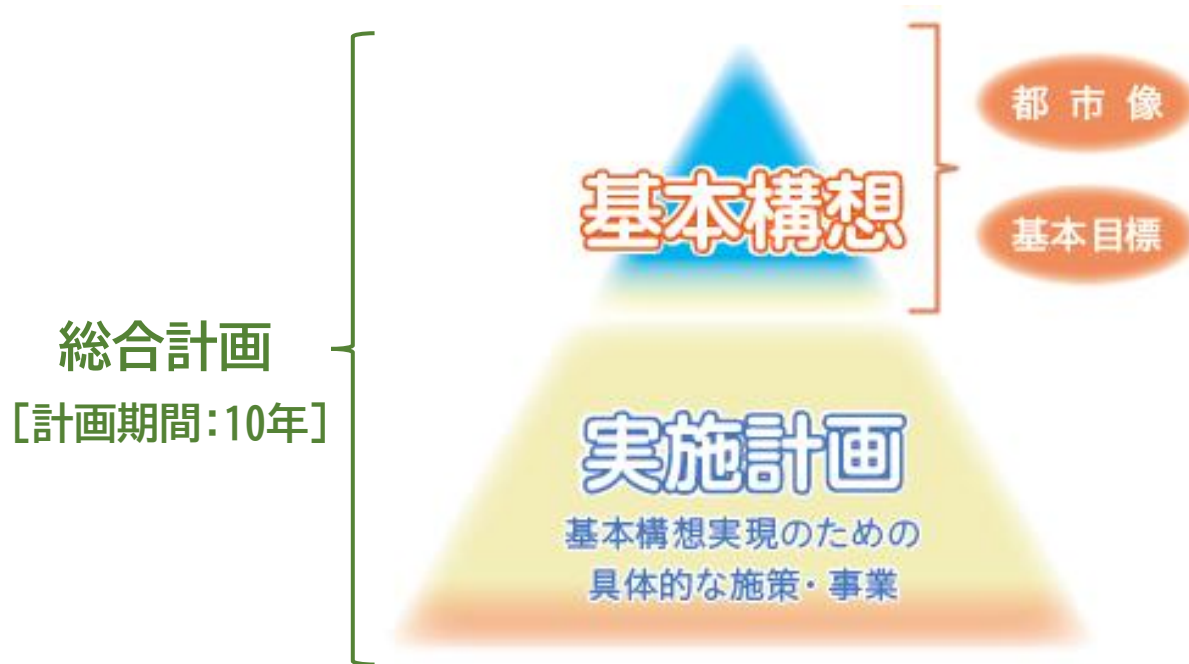 総合計画
[計画期間：10年]
基本構想
都市像
基本目標
実施計画
基本構想実現のための
具体的な施策・事業